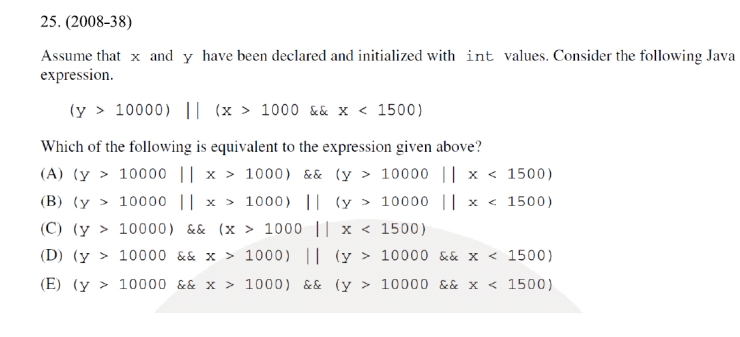 25. (2008-38)
Assume that x and y have been declared and initialized with int values. Consider the following Java
expression.
(y > 10000) || (x > 1000 && x < 1500)
Which of the following is equivalent to the expression given above?
(A) (y > 10000 || x > 1000) && (y > 10000 || x < 1500)
(B) (y > 10000 || x > 1000) || (y > 10000 || x < 1500)
(C) (y > 10000) && (x > 1000 || x < 1500)
(D) (y > 10000 && x > 1000) || (y > 10000 && x < 1500)
(E) (y > 10000 && x > 1000) && (y > 10000 && x < 1500)